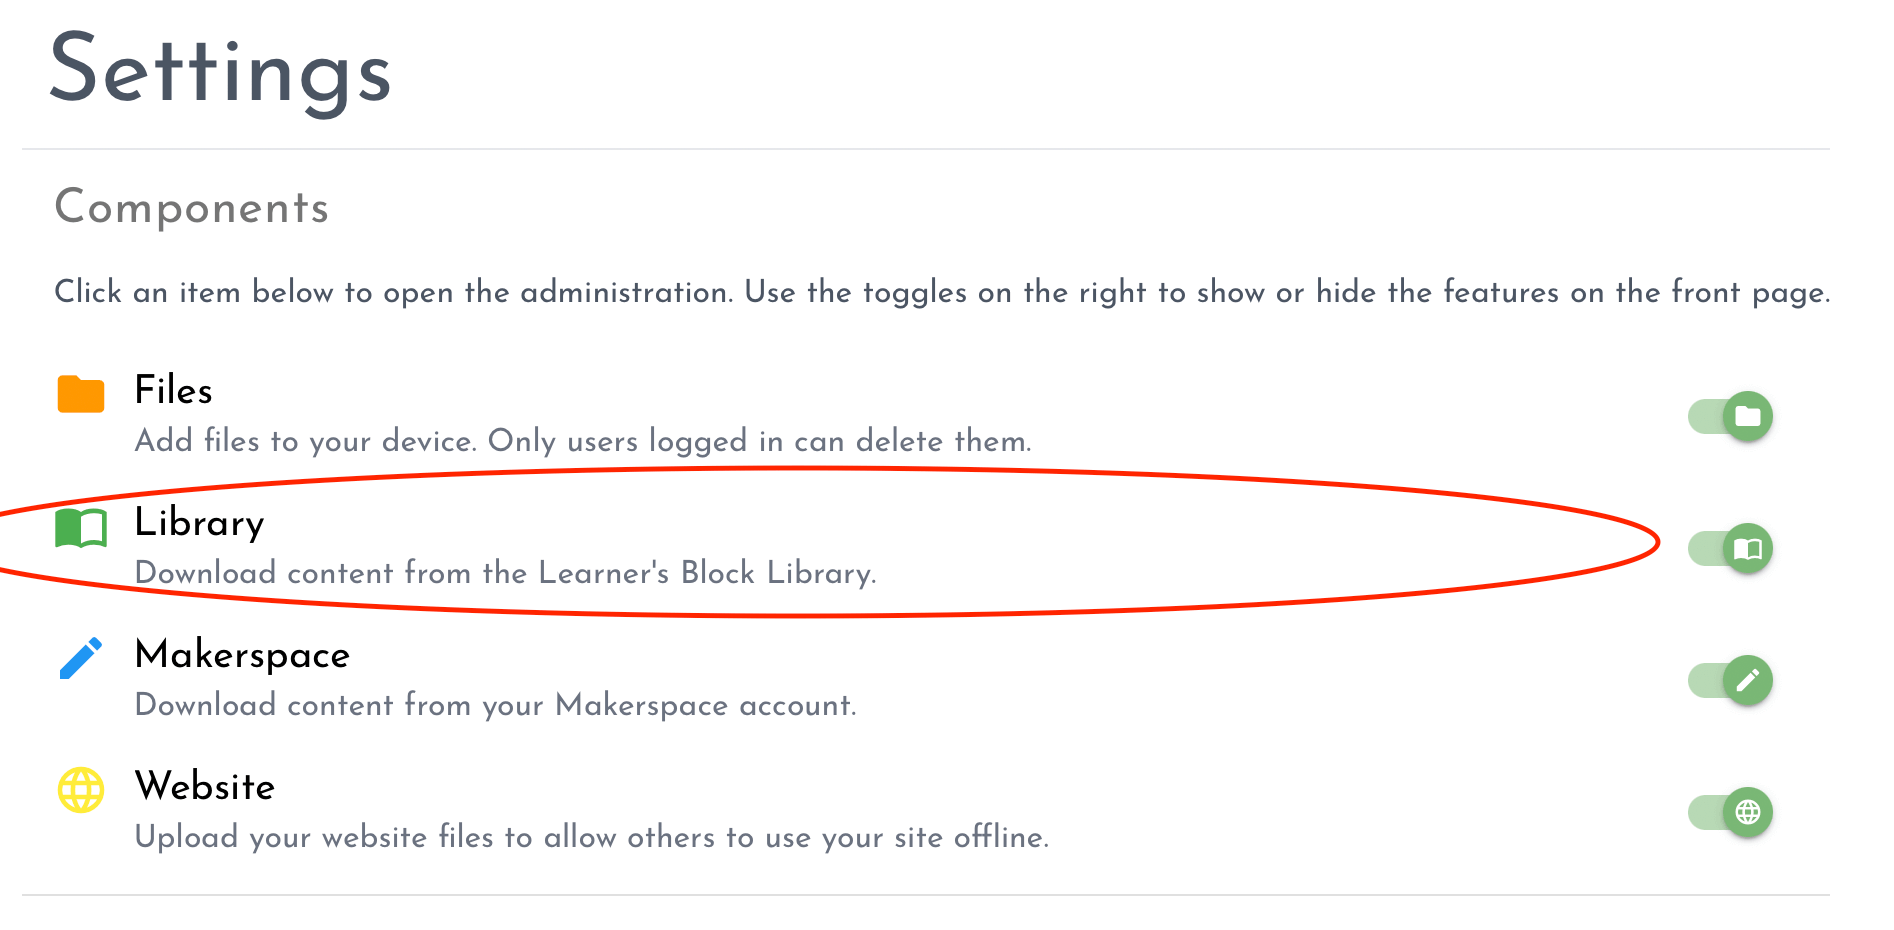 Settings
Components
Click an item below to open the administration. Use the toggles on the right to show or hide the features on the front page.
Files
Add files to your device. Only users logged in can delete them.
Library
Download content from the Learner's Block Library.
Makerspace
Download content from your Makerspace account.
Website
Upload your website files to allow others to use your site offline.